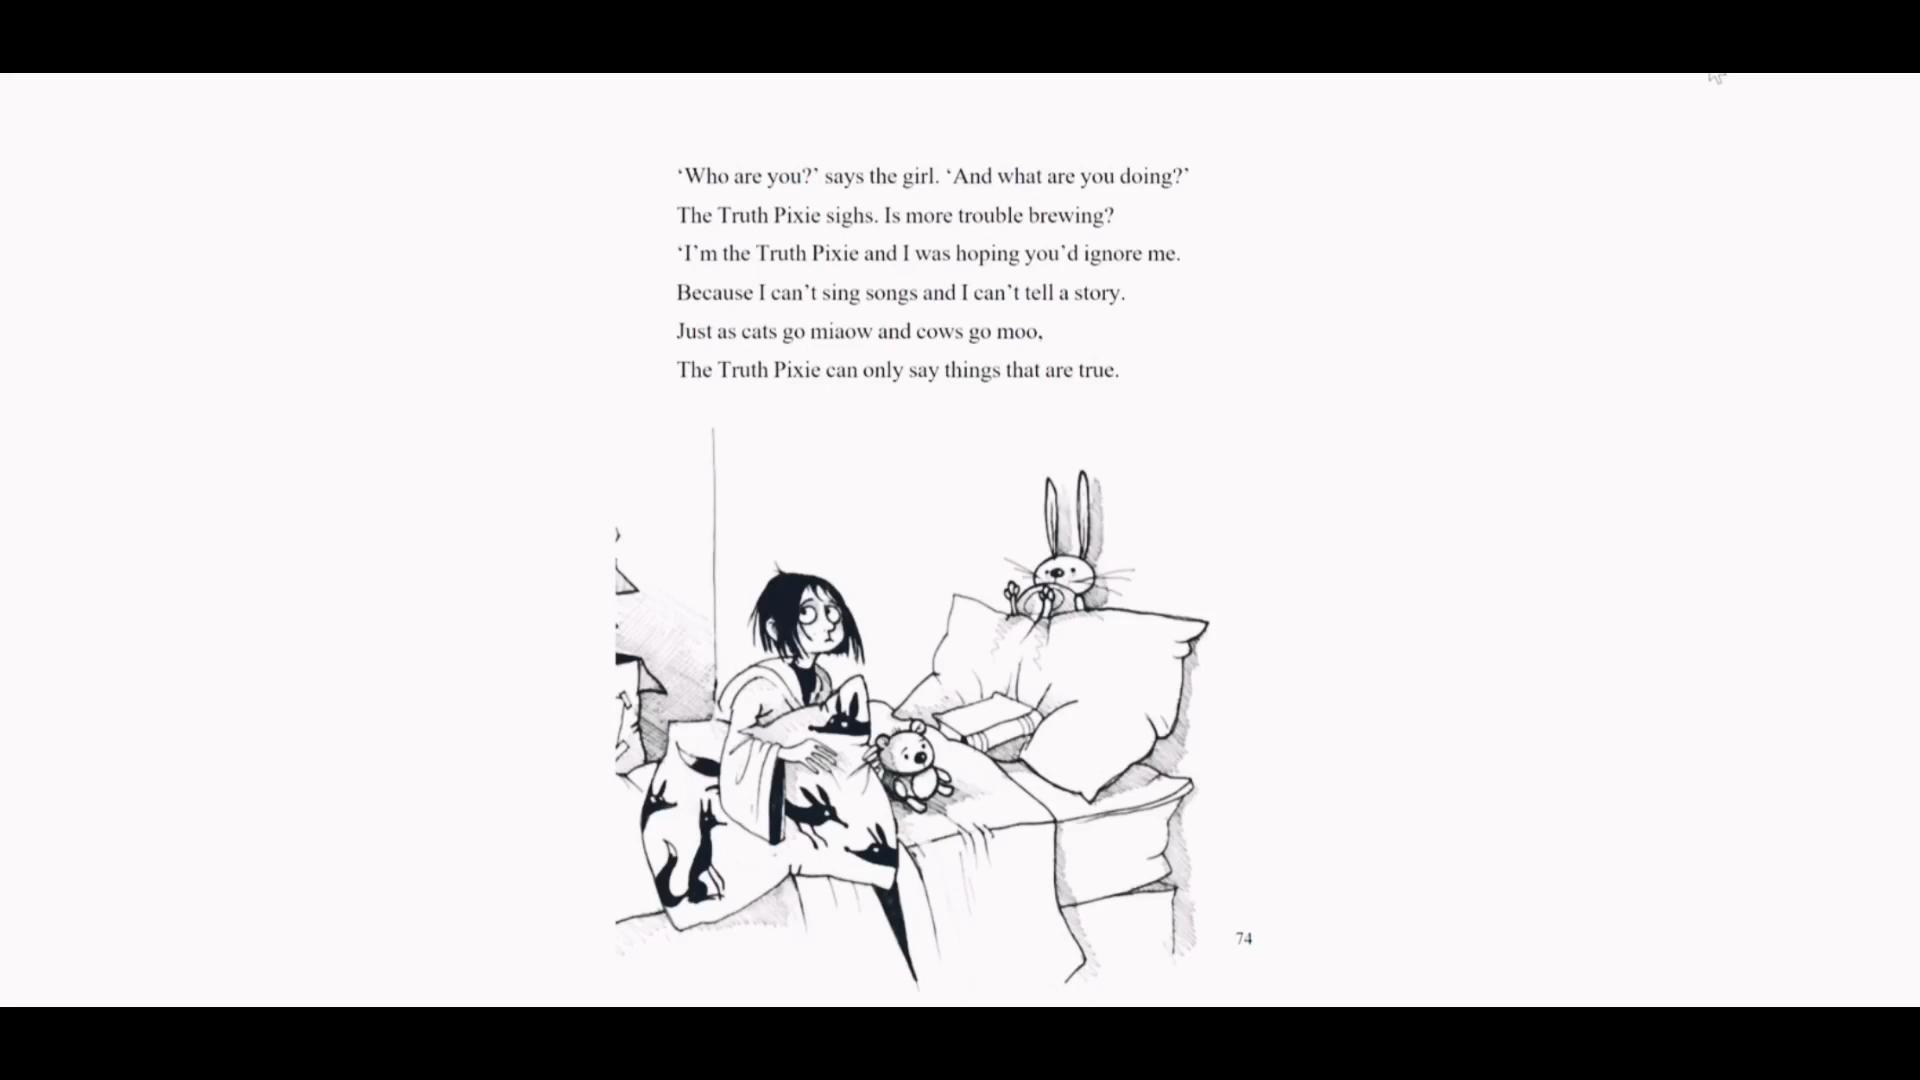 ‘Who are you?’ says the girl. ‘And what are you doing?’
The Truth Pixie sighs. Is more trouble brewing?
‘I’m the Truth Pixie and I was hoping you’d ignore me.
Because I can’t sing songs and I can’t tell a story.
Just as cats go miaow and cows go moo,
The Truth Pixie can only say things that are true.
74